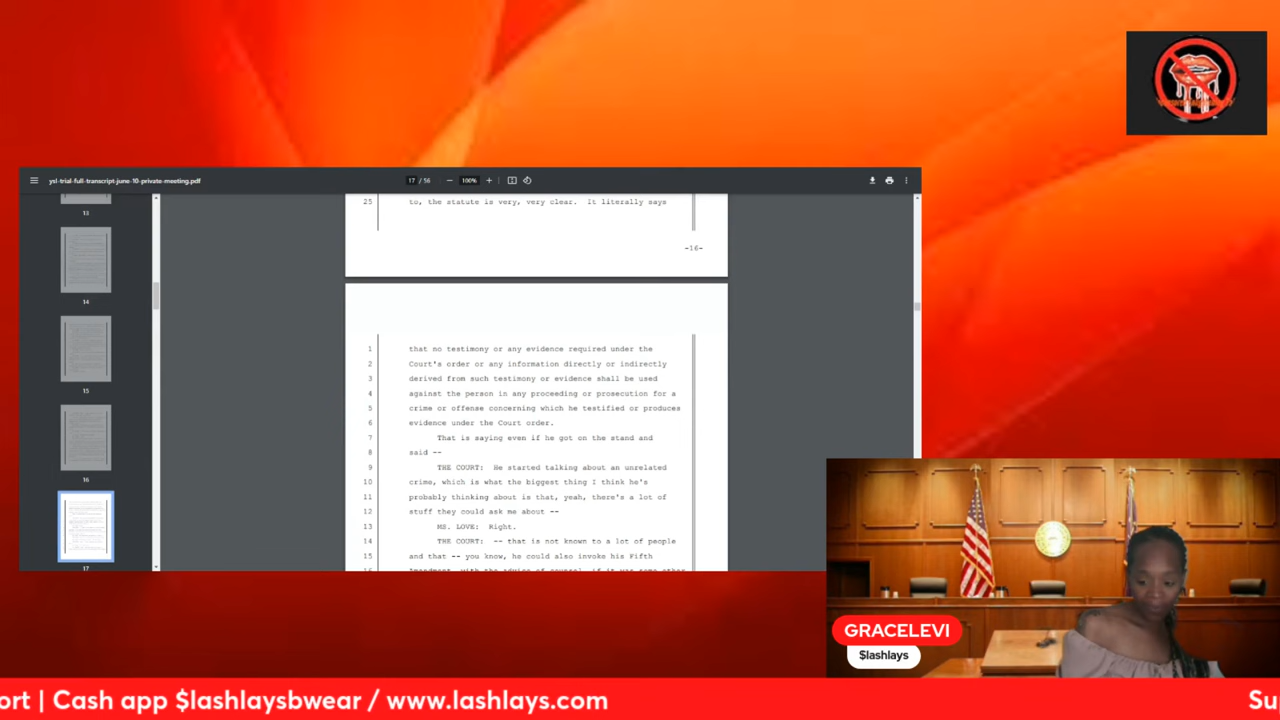 ysl-trial-full-transcript-june-10-private-meeting.pdf
17 / 56
100%
13
14
15
16
17
25 to, the statute is very, very clear. It literally says
-16-
1 that no testimony or any evidence required under the
2 Court's order or any information directly or indirectly
3 derived from such testimony or evidence shall be used
4 against the person in any proceeding or prosecution for a
5 crime or offense concerning which he testified or produces
6 evidence under the Court order.
7 That is saying even if he got on the stand and
8 said --
9 THE COURT: He started talking about an unrelated
10 crime, which is what the biggest thing I think he's
11 probably thinking about is that, yeah, there's a lot of
12 stuff they could ask me about --
13 MS. LOVE: Right.
14 THE COURT: -- that is not known to a lot of people
15 and that -- you know, he could also invoke his Fifth
GRACELEVI
$lashlays
ort | Cash app $lashlaysbwear / www.lashlays.com
Su